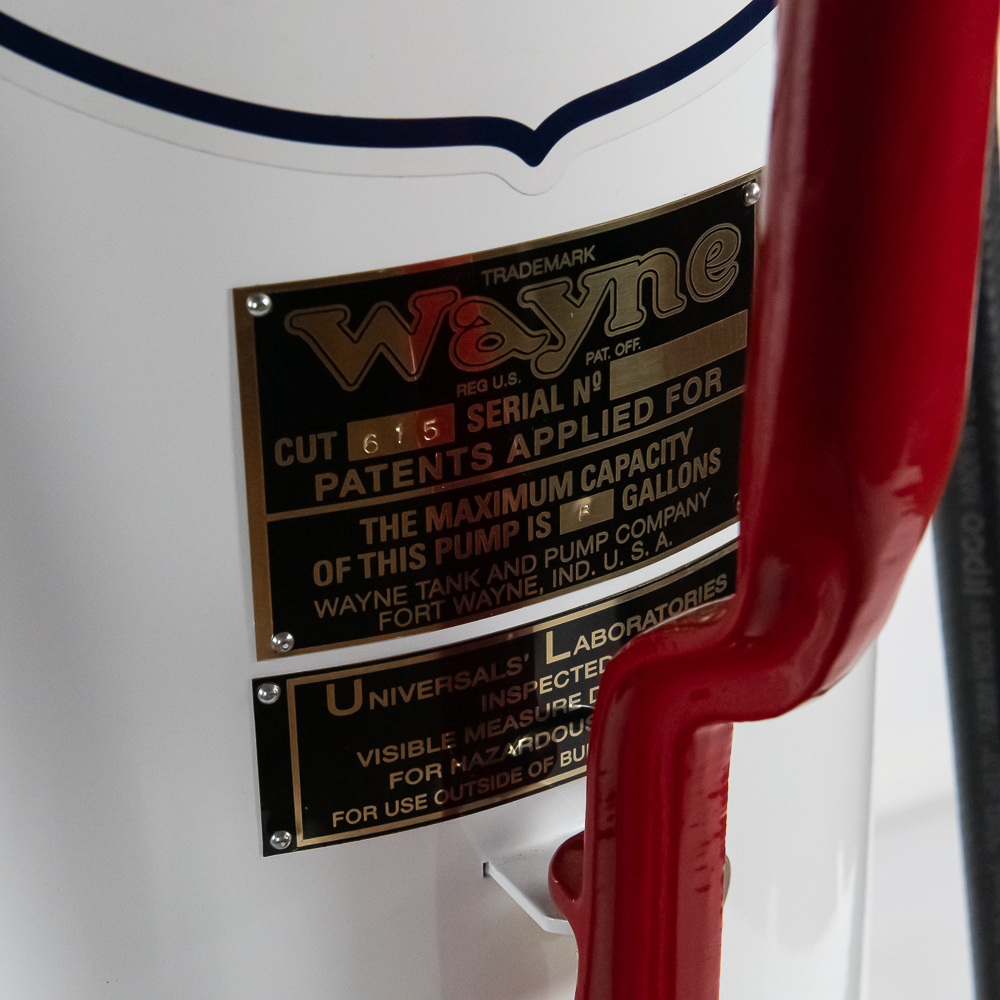 TRADEMARK
Wayne
REG U.S. PAT. OFF.
CUT 615 SERIAL Nº
PATENTS APPLIED FOR
THE MAXIMUM CAPACITY
OF THIS PUMP IS GALLONS
WAYNE TANK AND PUMP COMPANY
FORT WAYNE, IND. U. S. A.
UNIVERSALS' LABORATORIES
INSPECTED
VISIBLE MEASURE
FOR HAZARDOUS
FOR USE OUTSIDE OF